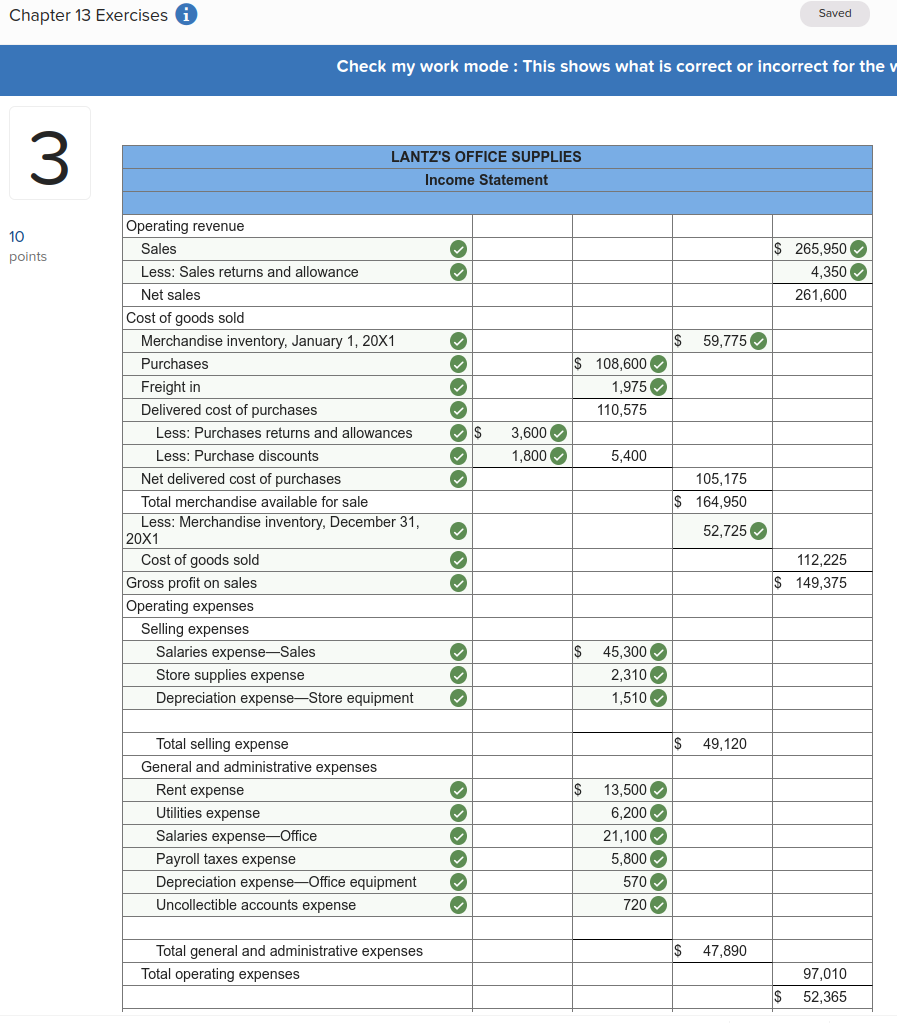 Chapter 13 Exercises i
Saved
Check my work mode : This shows what is correct or incorrect for the
3
10
points
LANTZ'S OFFICE SUPPLIES
Income Statement
Operating revenue
Sales $ 265,950
Less: Sales returns and allowance 4,350
Net sales 261,600
Cost of goods sold
Merchandise inventory, January 1, 20X1 $ 59,775
Purchases $ 108,600
Freight in 1,975
Delivered cost of purchases 110,575
Less: Purchases returns and allowances $ 3,600
Less: Purchase discounts 1,800 5,400
Net delivered cost of purchases 105,175
Total merchandise available for sale $ 164,950
Less: Merchandise inventory, December 31,
20X1 52,725
Cost of goods sold 112,225
Gross profit on sales $ 149,375
Operating expenses
Selling expenses
Salaries expense—Sales $ 45,300
Store supplies expense 2,310
Depreciation expense—Store equipment 1,510
Total selling expense $ 49,120
General and administrative expenses
Rent expense $ 13,500
Utilities expense 6,200
Salaries expense—Office 21,100
Payroll taxes expense 5,800
Depreciation expense—Office equipment 570
Uncollectible accounts expense 720
Total general and administrative expenses $ 47,890
Total operating expenses 97,010
$ 52,365